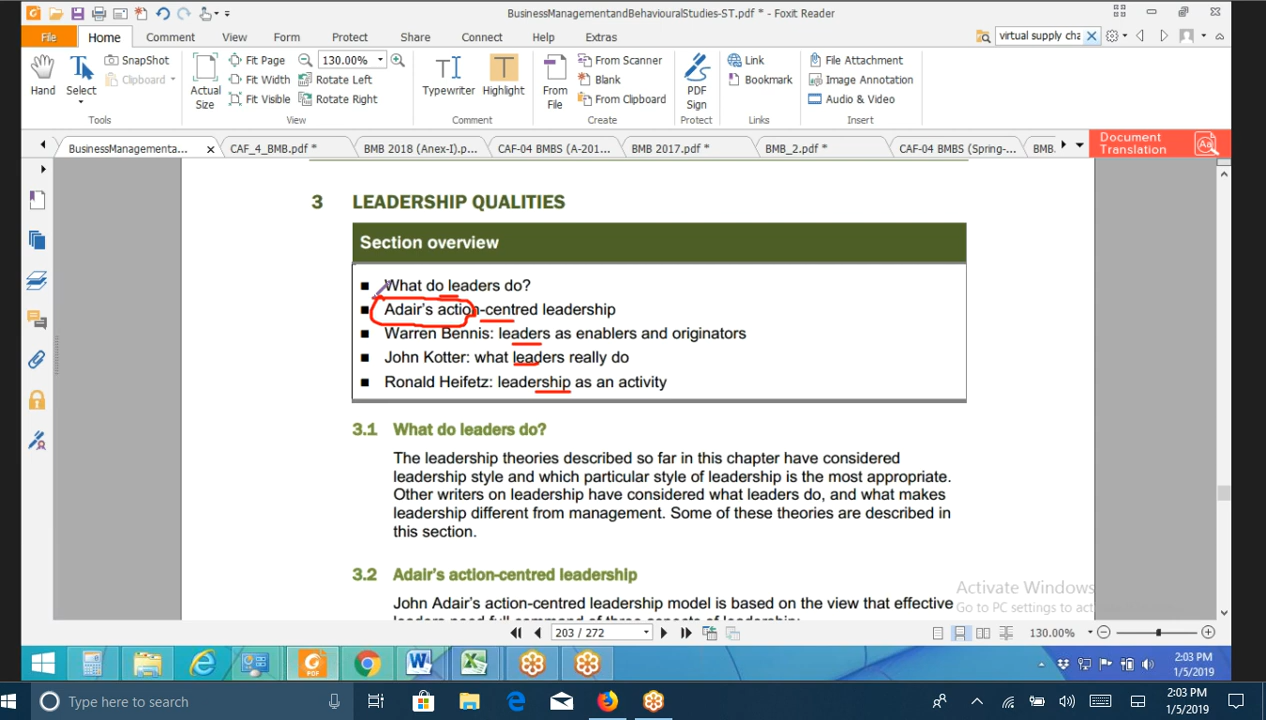 BusinessManagementandBehaviouralStudies-ST.pdf * - Foxit Reader
File Home Comment View Form Protect Share Connect Help Extras virtual supply cha
Hand
Select
SnapShot
Clipboard
Tools
Actual Size
Fit Page
Fit Width
Fit Visible
130.00%
Rotate Left
Rotate Right
View
Typewriter
Highlight
Comment
From File
From Scanner
Blank
From Clipboard
Create
PDF Sign
Protect
Link
Bookmark
Links
File Attachment
Image Annotation
Audio & Video
Insert
BusinessManagementa... CAF_4_BMB.pdf * BMB 2018 (Anex-I).p... CAF-04 BMBS (A-201... BMB 2017.pdf * BMB_2.pdf * CAF-04 BMBS (Spring-... BMB
Document Translation
3 LEADERSHIP QUALITIES
Section overview
■ What do leaders do?
■ Adair's action-centred leadership
■ Warren Bennis: leaders as enablers and originators
■ John Kotter: what leaders really do
■ Ronald Heifetz: leadership as an activity
3.1 What do leaders do?
The leadership theories described so far in this chapter have considered
leadership style and which particular style of leadership is the most appropriate.
Other writers on leadership have considered what leaders do, and what makes
leadership different from management. Some of these theories are described in
this section.
3.2 Adair's action-centred leadership
John Adair's action-centred leadership model is based on the view that effective
leaders need full command of three aspects of leadership:
Activate Windows
Go to PC settings to act
203 / 272
130.00%
2:03 PM
1/5/2019
Type here to search
2:03 PM
1/5/2019